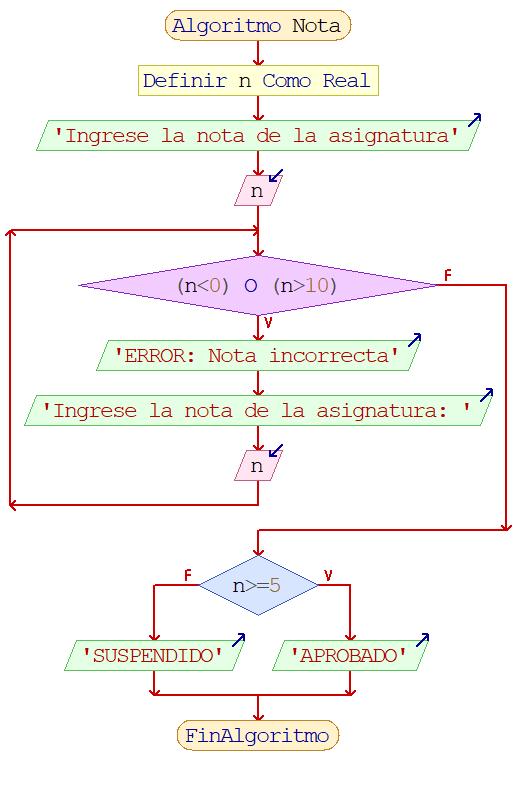 Algoritmo Nota
Definir n Como Real
'Ingrese la nota de la asignatura'
n
(n<0) O (n>10)
F
V
'ERROR: Nota incorrecta'
'Ingrese la nota de la asignatura: '
n
n>=5
F
V
'SUSPENDIDO'
'APROBADO'
FinAlgoritmo